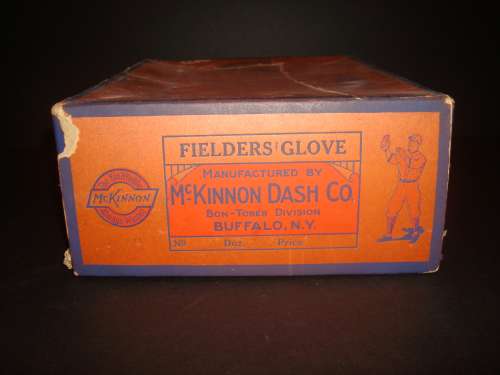 FIELDERS' GLOVE
MANUFACTURED BY
McKINNON DASH CO.
BON-TOBER DIVISION
BUFFALO, N.Y.
No Doz. Price
McKINNON